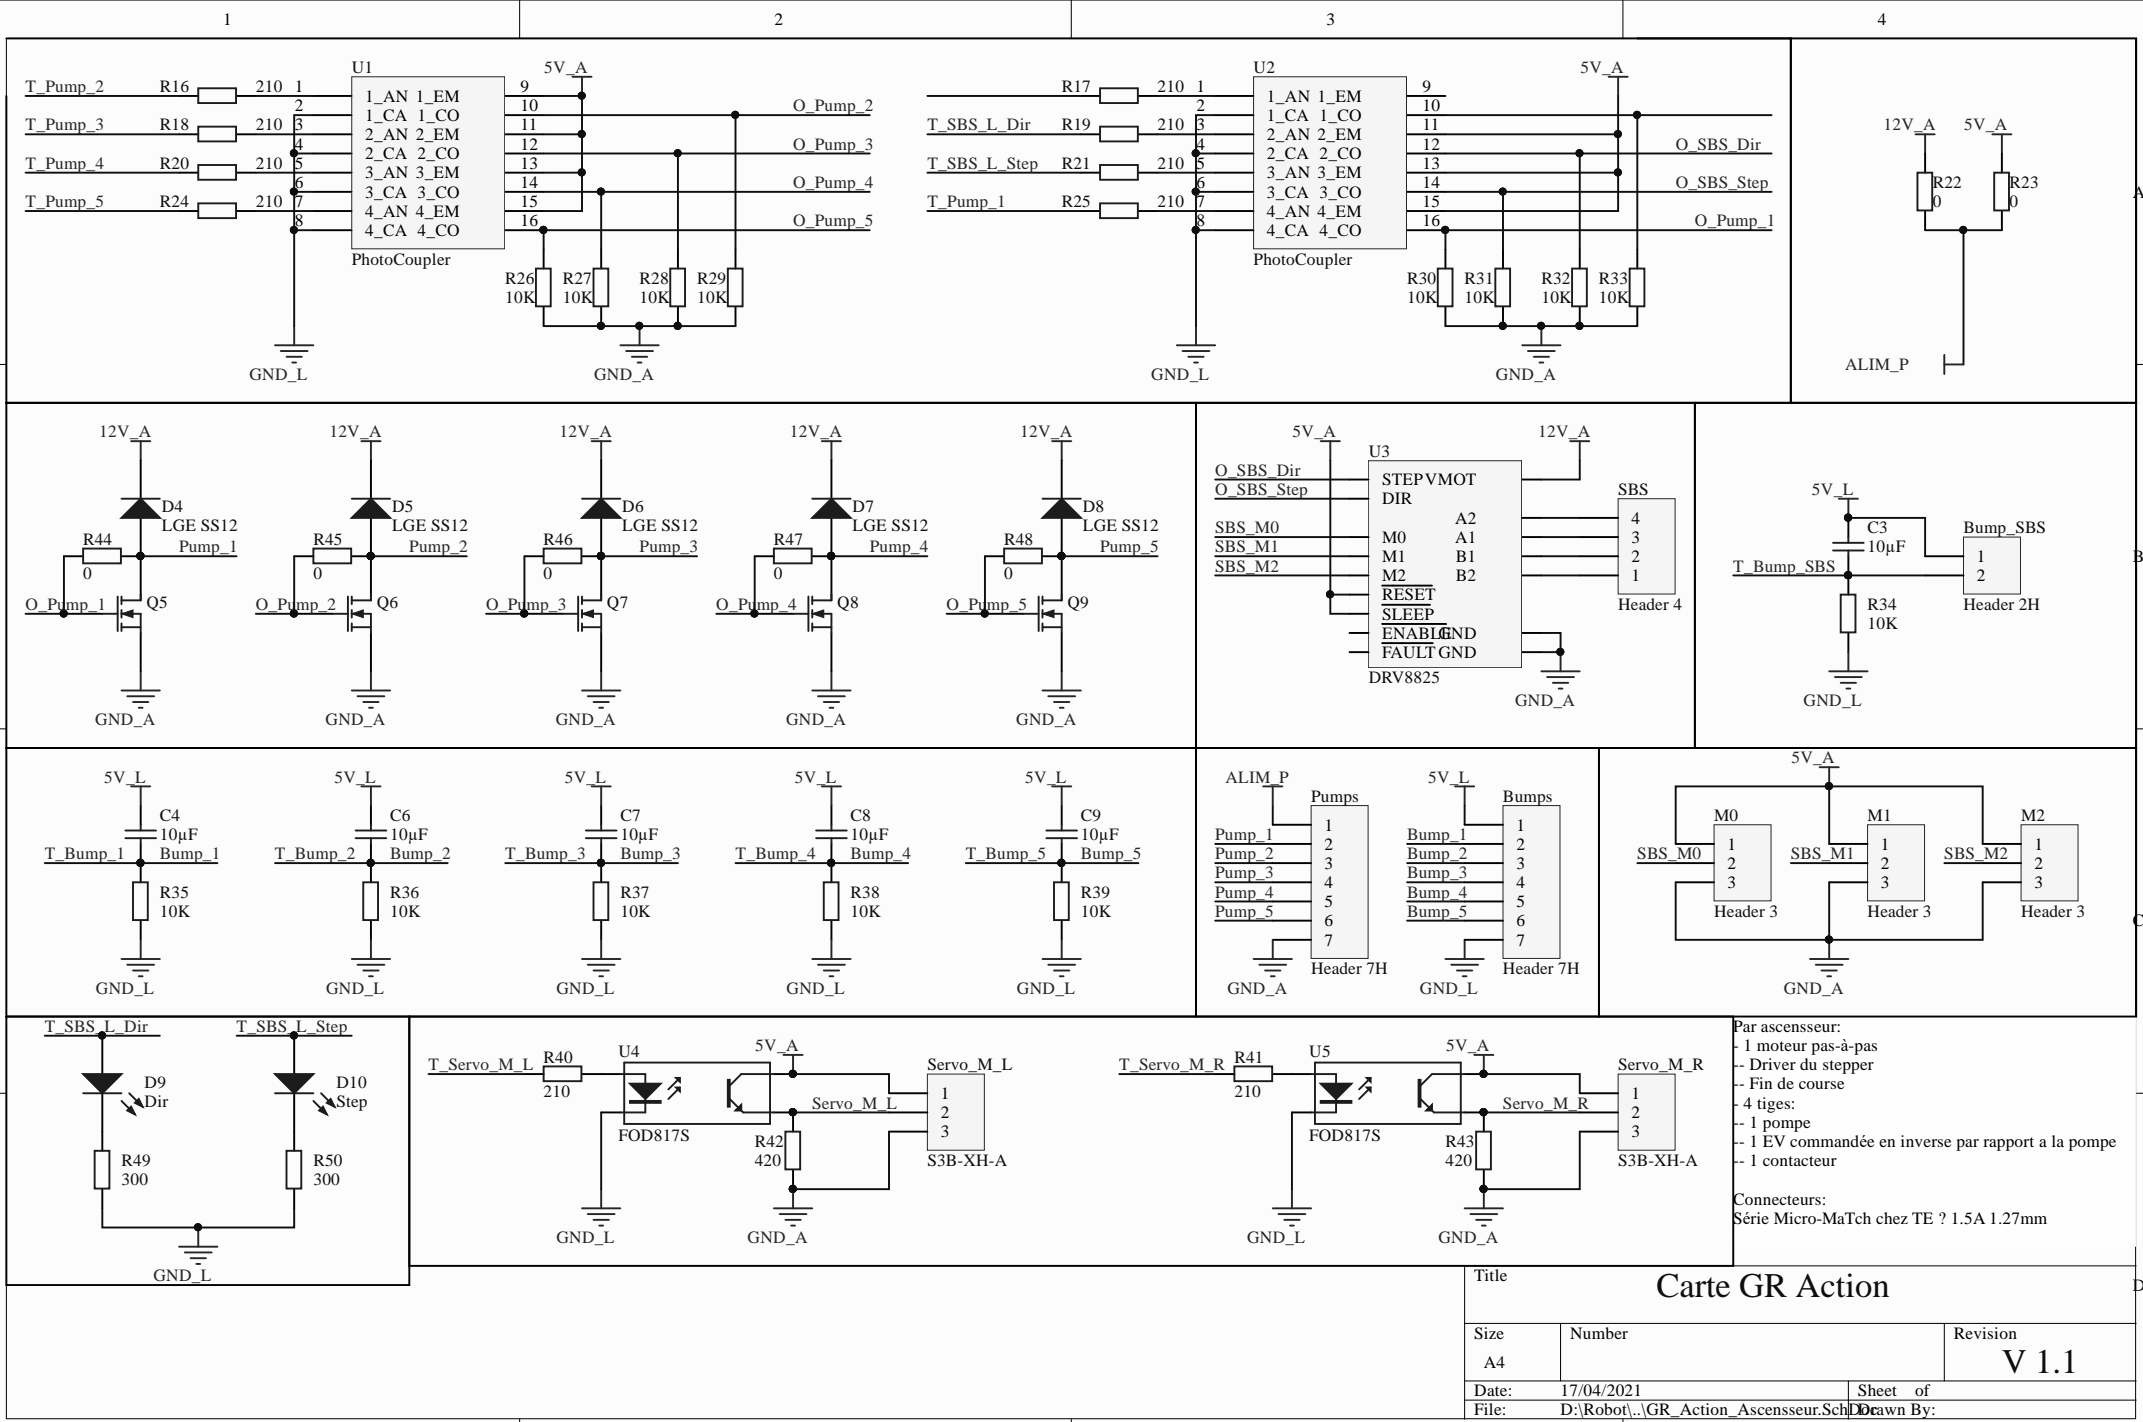 1 2 3 4
U1 5V_A
T_Pump_2 R16 210 1 1_AN 1_EM 9
2 1_CA 1_CO 10 O_Pump_2
T_Pump_3 R18 210 3 2_AN 2_EM 11
4 2_CA 2_CO 12 O_Pump_3
T_Pump_4 R20 210 5 3_AN 3_EM 13
6 3_CA 3_CO 14 O_Pump_4
T_Pump_5 R24 210 7 4_AN 4_EM 15
8 4_CA 4_CO 16 O_Pump_5
PhotoCoupler
R26 R27 R28 R29
10K 10K 10K 10K
GND_L GND_A
U2 5V_A
R17 210 1 1_AN 1_EM 9
2 1_CA 1_CO 10
T_SBS_L_Dir R19 210 3 2_AN 2_EM 11
4 2_CA 2_CO 12 O_SBS_Dir
T_SBS_L_Step R21 210 5 3_AN 3_EM 13
6 3_CA 3_CO 14 O_SBS_Step
T_Pump_1 R25 210 7 4_AN 4_EM 15
8 4_CA 4_CO 16 O_Pump_1
PhotoCoupler
R30 R31 R32 R33
10K 10K 10K 10K
GND_L GND_A
12V_A 5V_A
R22 R23
0 0
ALIM_P
A
12V_A 12V_A 12V_A 12V_A 12V_A
D4 D5 D6 D7 D8
LGE SS12 LGE SS12 LGE SS12 LGE SS12 LGE SS12
R44 Pump_1 R45 Pump_2 R46 Pump_3 R47 Pump_4 R48 Pump_5
0 0 0 0 0
O_Pump_1 Q5 O_Pump_2 Q6 O_Pump_3 Q7 O_Pump_4 Q8 O_Pump_5 Q9
GND_A GND_A GND_A GND_A GND_A
5V_A 12V_A
U3
O_SBS_Dir STEP VMOT SBS
O_SBS_Step DIR
A2 4
SBS_M0 M0 A1 3
SBS_M1 M1 B1 2
SBS_M2 M2 B2 1
RESET Header 4
SLEEP
ENABLE GND
FAULT GND
DRV8825
GND_A
5V_L
C3 Bump_SBS
10µF 1
T_Bump_SBS 2
R34 Header 2H
10K
GND_L
B
5V_L 5V_L 5V_L 5V_L 5V_L
C4 C6 C7 C8 C9
10µF 10µF 10µF 10µF 10µF
T_Bump_1 Bump_1 T_Bump_2 Bump_2 T_Bump_3 Bump_3 T_Bump_4 Bump_4 T_Bump_5 Bump_5
R35 R36 R37 R38 R39
10K 10K 10K 10K 10K
GND_L GND_L GND_L GND_L GND_L
ALIM_P
Pumps
1
Pump_1 2
Pump_2 3
Pump_3 4
Pump_4 5
Pump_5 6
7
Header 7H
GND_A
5V_L
Bumps
1
Bump_1 2
Bump_2 3
Bump_3 4
Bump_4 5
Bump_5 6
7
Header 7H
GND_L
5V_A
M0 M1 M2
1 1 1
SBS_M0 2 SBS_M1 2 SBS_M2 2
3 3 3
Header 3 Header 3 Header 3
GND_A
C
T_SBS_L_Dir T_SBS_L_Step
D9 D10
Dir Step
R49 R50
300 300
GND_L
U4 5V_A
T_Servo_M_L R40 Servo_M_L
210 1
Servo_M_L 2
FOD817S 3
R42 S3B-XH-A
420
GND_L GND_A
U5 5V_A
T_Servo_M_R R41 Servo_M_R
210 1
Servo_M_R 2
FOD817S 3
R43 S3B-XH-A
420
GND_L GND_A
Par ascensseur:
- 1 moteur pas-à-pas
-- Driver du stepper
-- Fin de course
- 4 tiges:
-- 1 pompe
-- 1 EV commandée en inverse par rapport a la pompe
-- 1 contacteur
Connecteurs:
Série Micro-MaTch chez TE ? 1.5A 1.27mm
Title Carte GR Action
D
Size Number Revision
A4 V 1.1
Date: 17/04/2021 Sheet of
File: D:\Robot\..\GR_Action_Ascensseur.SchDoc Drawn By: